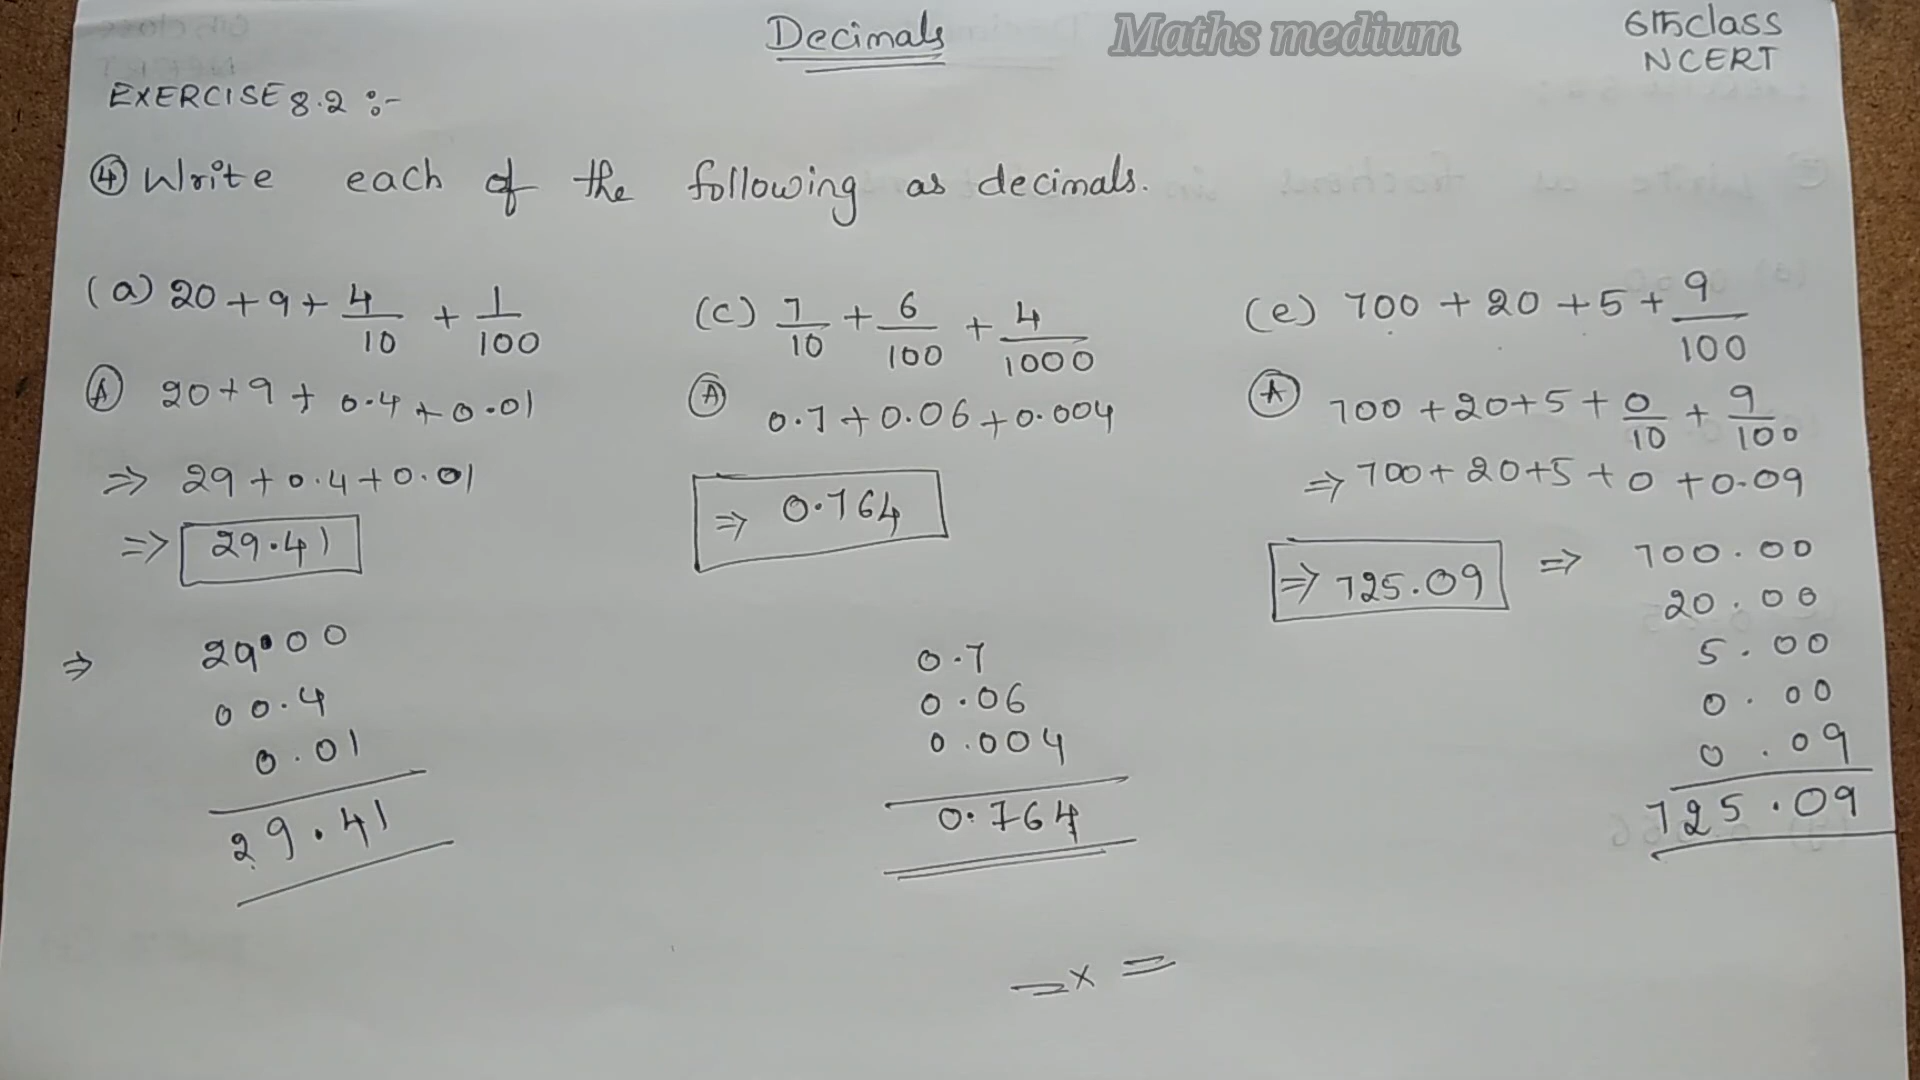 Decimals
Maths medium
6th class
NCERT
EXERCISE 8.2 :-
④ Write each of the following as decimals.
(a) 20 + 9 + 4/10 + 1/100
Ⓐ 20 + 9 + 0.4 + 0.01
⇒ 29 + 0.4 + 0.01
⇒ 29.41
⇒ 29.00
00.4
0.01
29.41
(c) 7/10 + 6/100 + 4/1000
Ⓐ 0.7 + 0.06 + 0.004
⇒ 0.764
0.7
0.06
0.004
0.764
(e) 700 + 20 + 5 + 9/100
Ⓐ 700 + 20 + 5 + 0/10 + 9/100
⇒ 700 + 20 + 5 + 0 + 0.09
⇒ 725.09 ⇒ 700.00
20.00
5.00
0.00
0.09
725.09
= x =